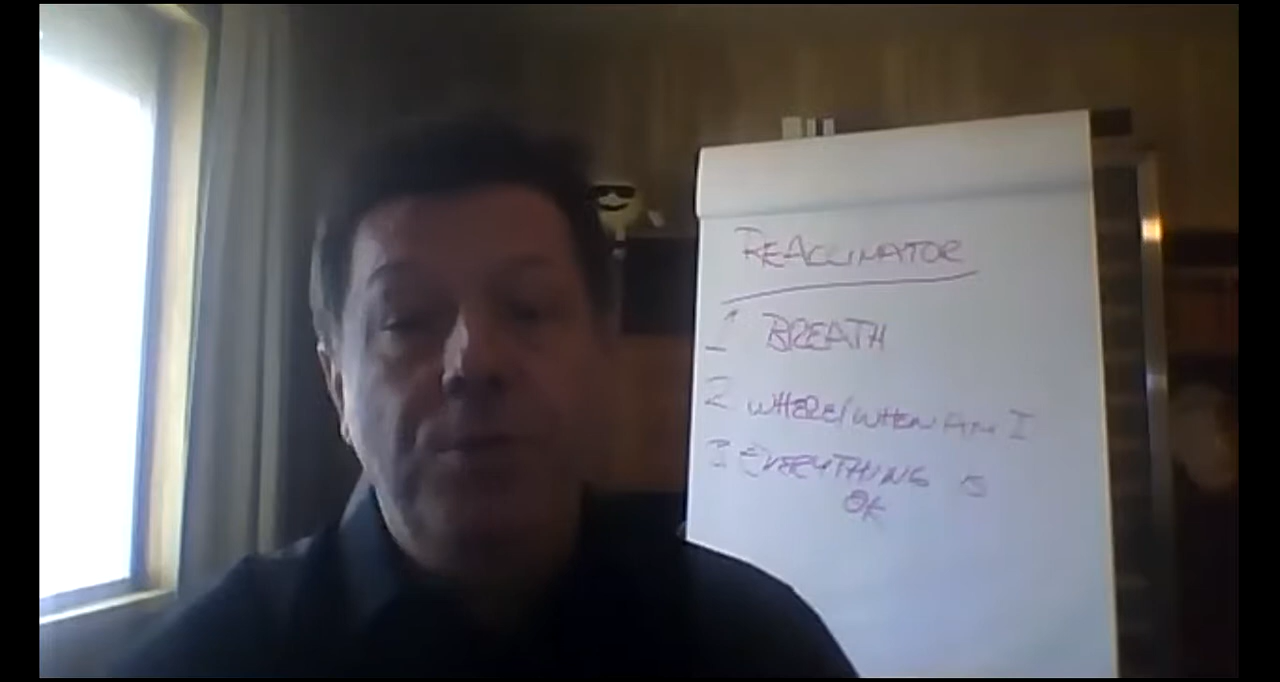 REACLIMATOR
1 BREATH
2 WHERE/WHEN AM I
3 EVERYTHING IS
OK